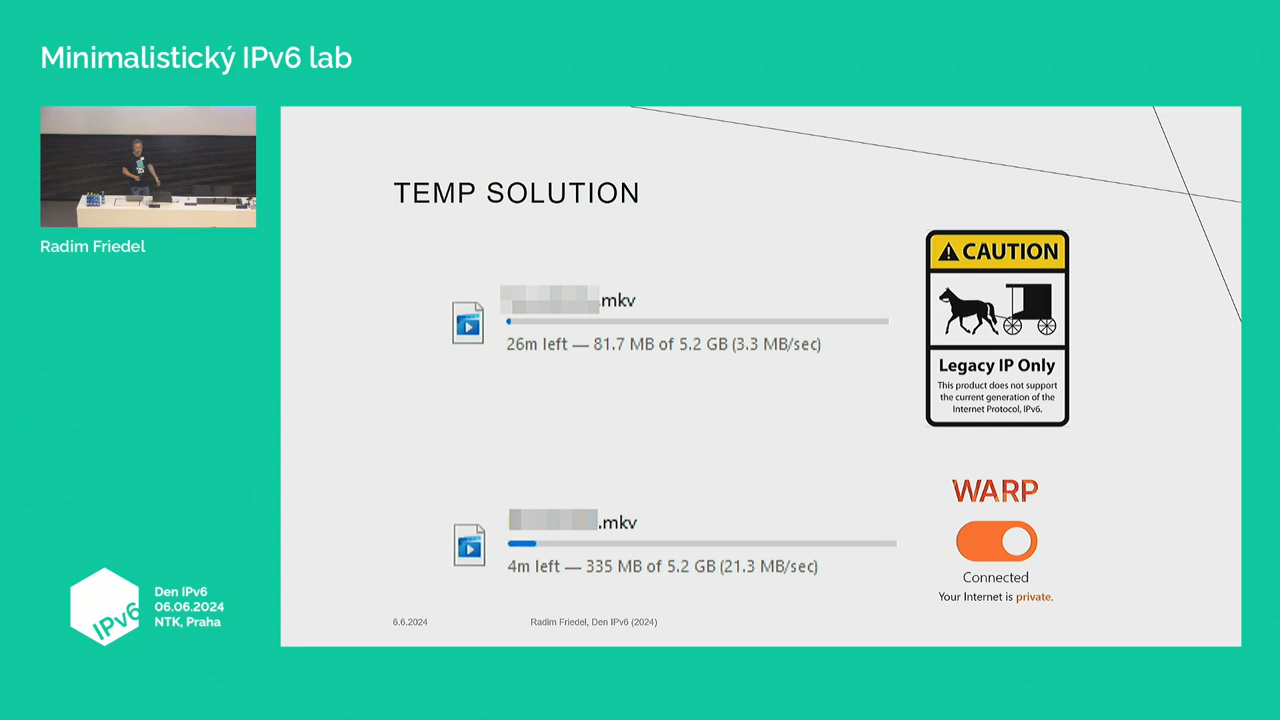 Minimalistický IPv6 lab
Radim Friedel
TEMP SOLUTION
.mkv
26m left — 81.7 MB of 5.2 GB (3.3 MB/sec)
CAUTION
Legacy IP Only
This product does not support
the current generation of the
Internet Protocol, IPv6.
.mkv
4m left — 335 MB of 5.2 GB (21.3 MB/sec)
WARP
Connected
Your Internet is private.
6.6.2024
Radim Friedel, Den IPv6 (2024)
IPv6
Den IPv6
06.06.2024
NTK, Praha